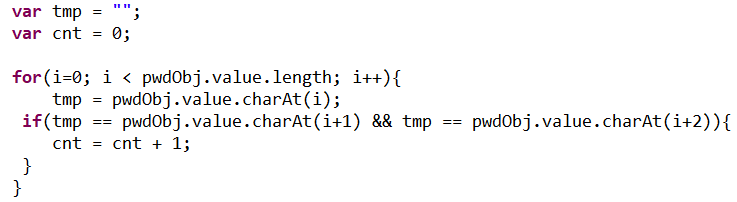 var tmp = "";
var cnt = 0;

for(i=0; i < pwdObj.value.length; i++){
    tmp = pwdObj.value.charAt(i);
 if(tmp == pwdObj.value.charAt(i+1) && tmp == pwdObj.value.charAt(i+2)){
    cnt = cnt + 1;
 }
}